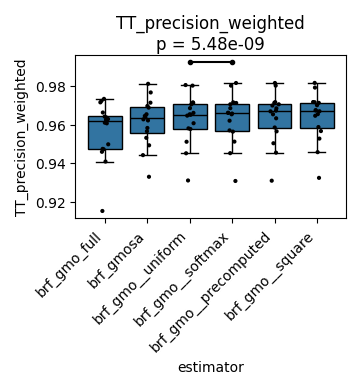 TT_precision_weighted
p = 5.48e-09
TT_precision_weighted
0.98
0.96
0.94
0.92
brf_gmo_full
brf_gmosa
brf_gmo__uniform
brf_gmo__softmax
brf_gmo__precomputed
brf_gmo__square
estimator